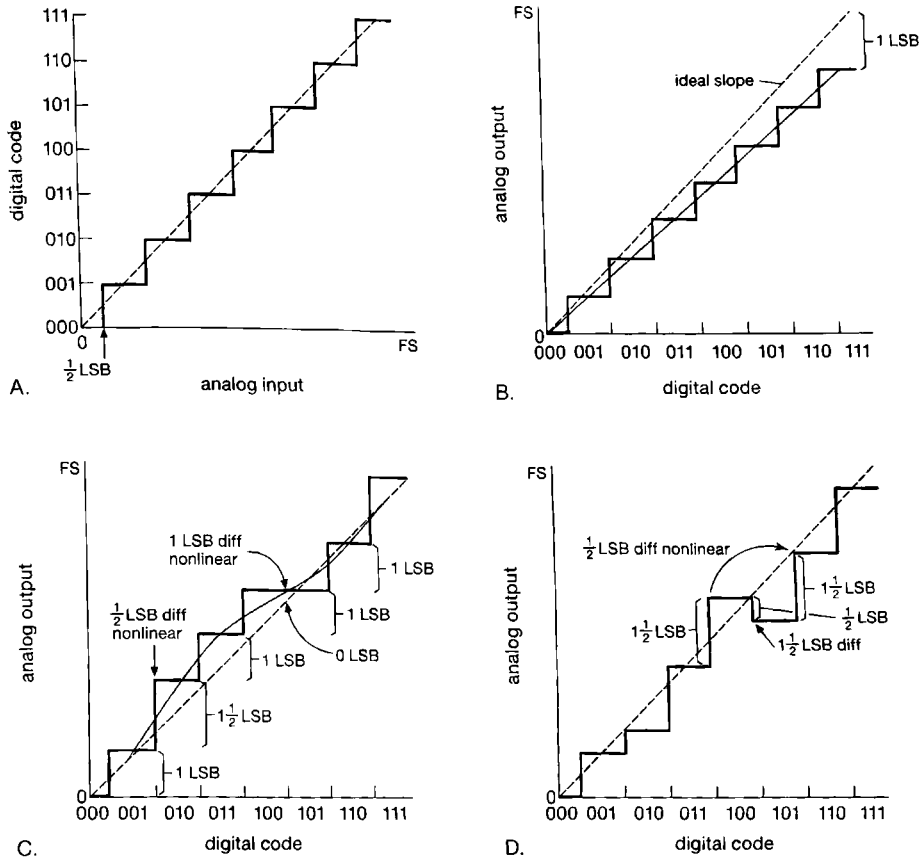 111
110
101
100
011
010
001
000
digital code
0
FS
½ LSB
analog input
A.
FS
1 LSB
ideal slope
analog output
0
000 001 010 011 100 101 110 111
digital code
B.
FS
1 LSB diff
nonlinear
½ LSB diff
nonlinear
1 LSB
1 LSB
0 LSB
1 LSB
1½ LSB
1 LSB
analog output
0
000 001 010 011 100 101 110 111
digital code
C.
FS
½ LSB diff nonlinear
1½ LSB
1½ LSB
½ LSB
1½ LSB diff
analog output
0
000 001 010 011 100 101 110 111
digital code
D.